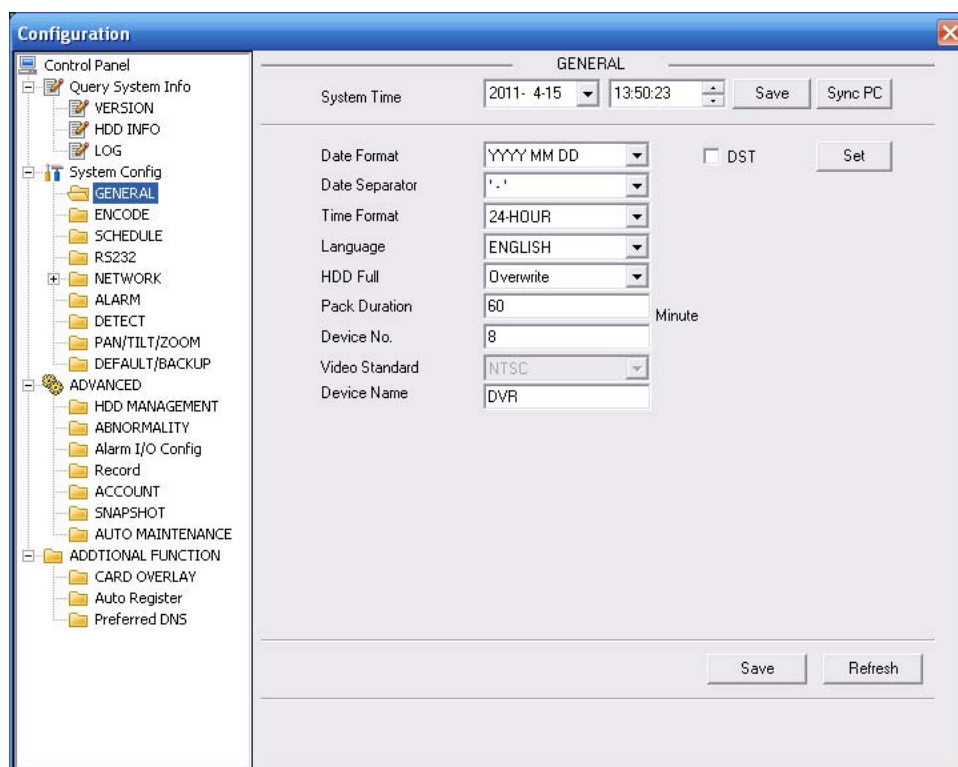 Configuration
Control Panel
Query System Info
VERSION
HDD INFO
LOG
System Config
GENERAL
ENCODE
SCHEDULE
RS232
NETWORK
ALARM
DETECT
PAN/TILT/ZOOM
DEFAULT/BACKUP
ADVANCED
HDD MANAGEMENT
ABNORMALITY
Alarm I/O Config
Record
ACCOUNT
SNAPSHOT
AUTO MAINTENANCE
ADDTIONAL FUNCTION
CARD OVERLAY
Auto Register
Preferred DNS
GENERAL
System Time 2011- 4-15 13:50:23 Save Sync PC
Date Format YYYY MM DD DST Set
Date Separator '-'
Time Format 24-HOUR
Language ENGLISH
HDD Full Overwrite
Pack Duration 60 Minute
Device No. 8
Video Standard NTSC
Device Name DVR
Save Refresh